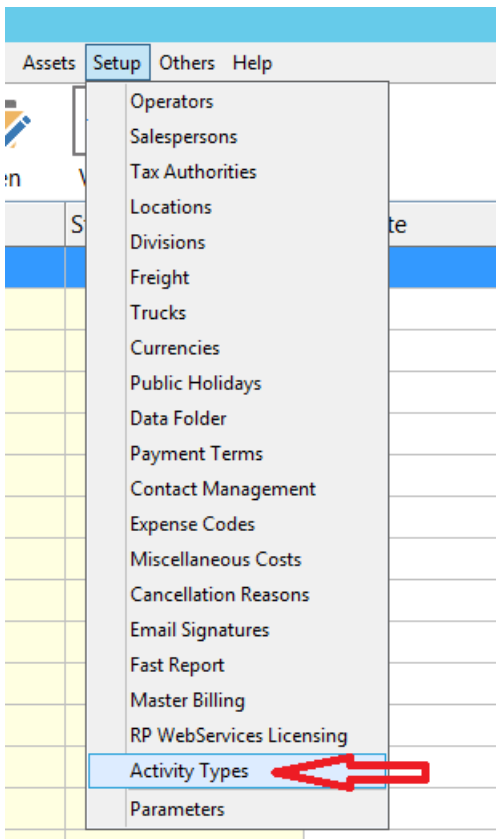 Assets Setup Others Help
Operators
Salespersons
Tax Authorities
Locations
Divisions
Freight
Trucks
Currencies
Public Holidays
Data Folder
Payment Terms
Contact Management
Expense Codes
Miscellaneous Costs
Cancellation Reasons
Email Signatures
Fast Report
Master Billing
RP WebServices Licensing
Activity Types
Parameters